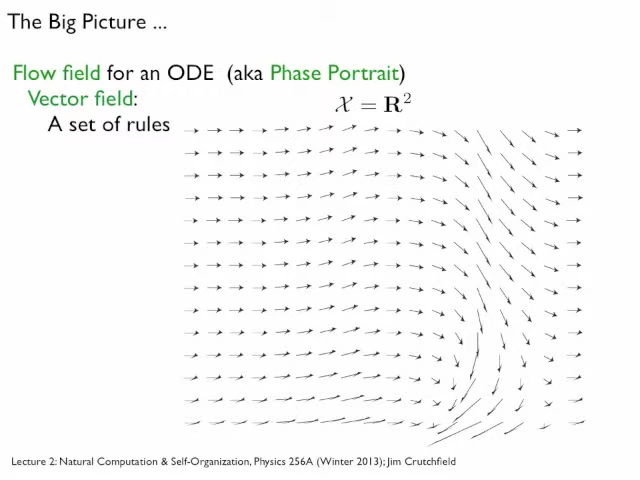 The Big Picture ...
Flow field for an ODE (aka Phase Portrait)
Vector field:
𝒳 = R²
A set of rules
Lecture 2: Natural Computation & Self-Organization, Physics 256A (Winter 2013); Jim Crutchfield